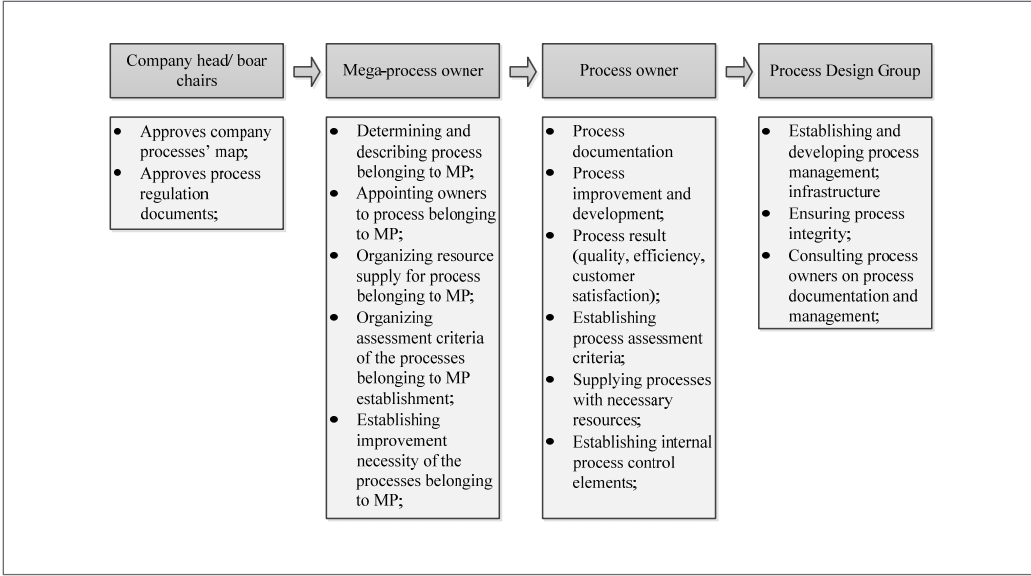 Company head/ boar
chairs
Mega-process owner
Process owner
Process Design Group
• Approves company
processes’ map;
• Approves process
regulation
documents;
• Determining and
describing process
belonging to MP;
• Appointing owners
to process belonging
to MP;
• Organizing resource
supply for process
belonging to MP;
• Organizing
assessment criteria
of the processes
belonging to MP
establishment;
• Establishing
improvement
necessity of the
processes belonging
to MP;
• Process
documentation
• Process
improvement and
development;
• Process result
(quality, efficiency,
customer
satisfaction);
• Establishing
process assessment
criteria;
• Supplying processes
with necessary
resources;
• Establishing internal
process control
elements;
• Establishing and
developing process
management;
infrastructure
• Ensuring process
integrity;
• Consulting process
owners on process
documentation and
management;